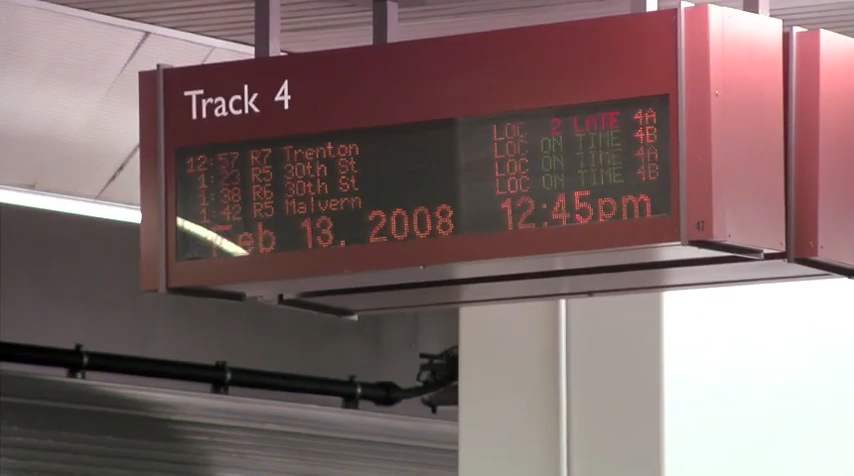 Track 4
12:57 R7 Trenton LOC 2 LATE 4A
1:23 R5 30th St LOC ON TIME 4B
1:38 R6 30th St LOC ON TIME 4A
1:42 R5 Malvern LOC ON TIME 4B
Feb 13, 2008 12:45pm
47